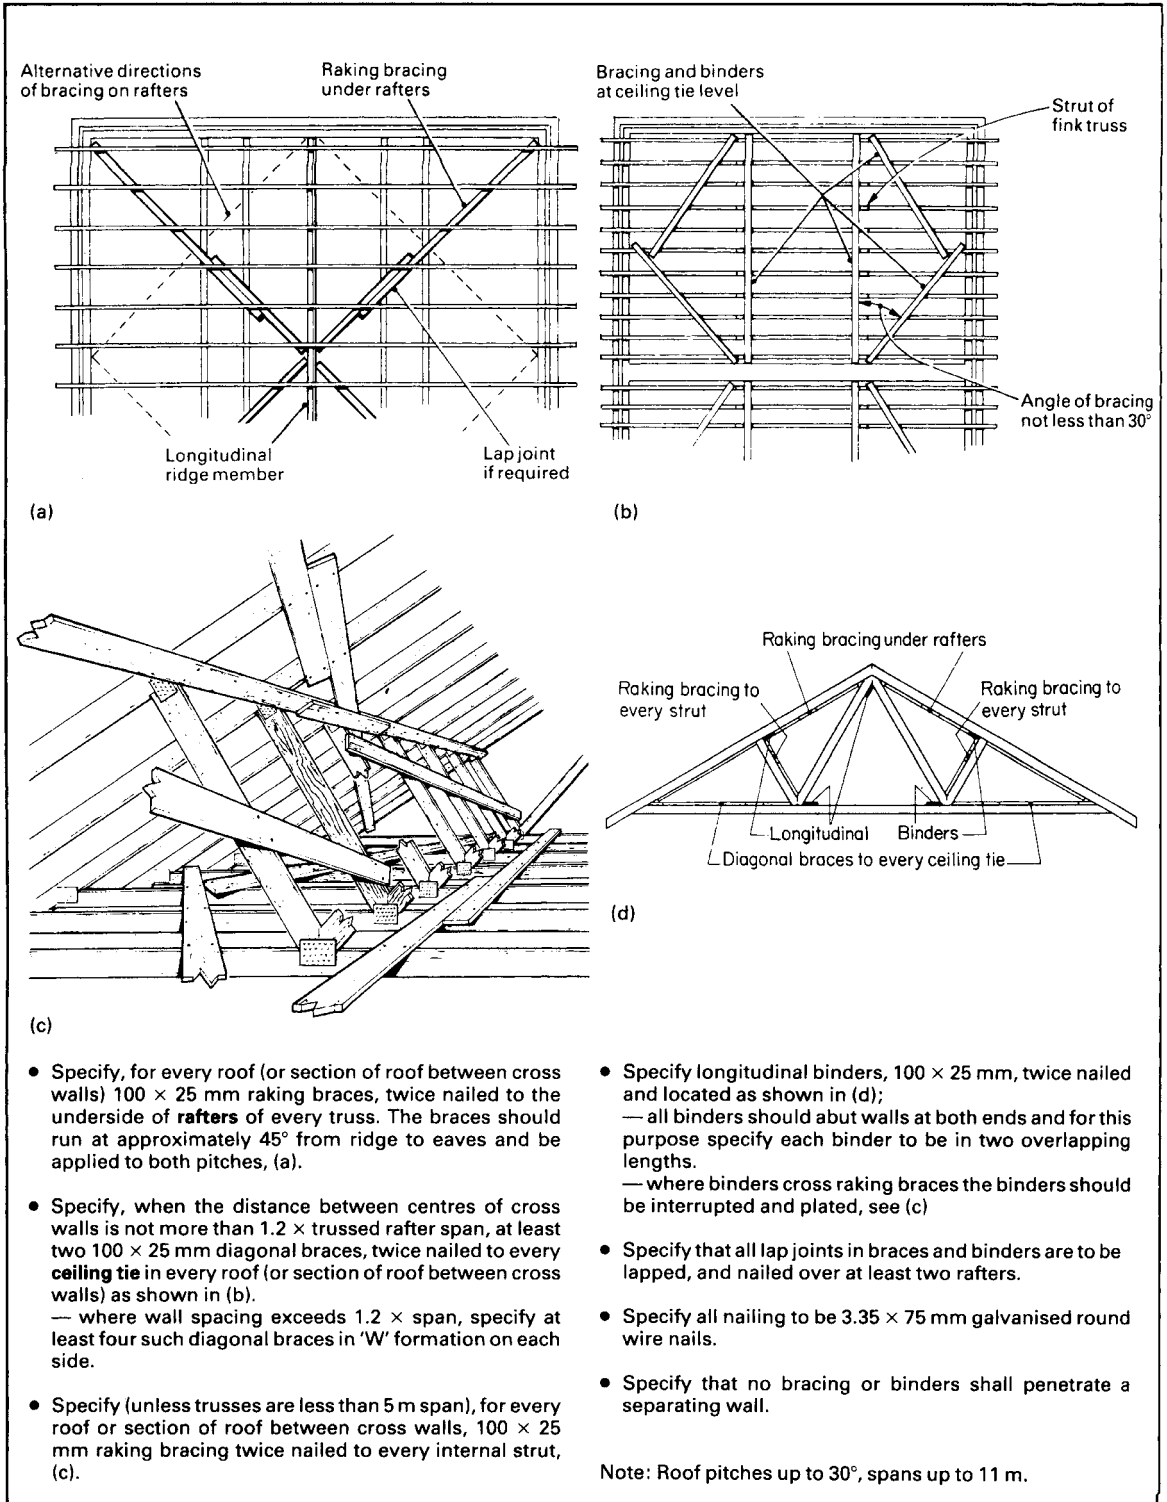 Alternative directions
of bracing on rafters
Raking bracing
under rafters
Longitudinal
ridge member
Lap joint
if required
(a)
Bracing and binders
at ceiling tie level
Strut of
fink truss
Angle of bracing
not less than 30°
(b)
(c)
Raking bracing under rafters
Raking bracing to
every strut
Raking bracing to
every strut
Longitudinal
Binders
Diagonal braces to every ceiling tie
(d)
• Specify, for every roof (or section of roof between cross
walls) 100 × 25 mm raking braces, twice nailed to the
underside of rafters of every truss. The braces should
run at approximately 45° from ridge to eaves and be
applied to both pitches, (a).
• Specify, when the distance between centres of cross
walls is not more than 1.2 × trussed rafter span, at least
two 100 × 25 mm diagonal braces, twice nailed to every
ceiling tie in every roof (or section of roof between cross
walls) as shown in (b).
— where wall spacing exceeds 1.2 × span, specify at
least four such diagonal braces in 'W' formation on each
side.
• Specify (unless trusses are less than 5 m span), for every
roof or section of roof between cross walls, 100 × 25
mm raking bracing twice nailed to every internal strut,
(c).
• Specify longitudinal binders, 100 × 25 mm, twice nailed
and located as shown in (d);
— all binders should abut walls at both ends and for this
purpose specify each binder to be in two overlapping
lengths.
— where binders cross raking braces the binders should
be interrupted and plated, see (c)
• Specify that all lap joints in braces and binders are to be
lapped, and nailed over at least two rafters.
• Specify all nailing to be 3.35 × 75 mm galvanised round
wire nails.
• Specify that no bracing or binders shall penetrate a
separating wall.
Note: Roof pitches up to 30°, spans up to 11 m.